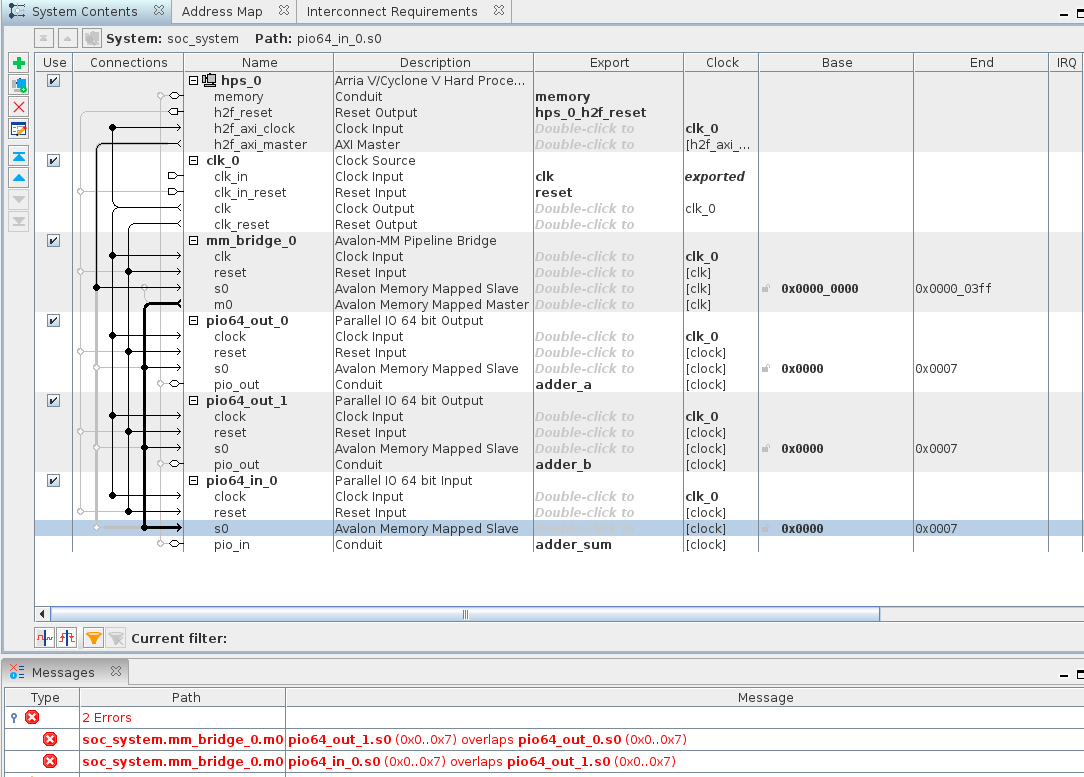 System Contents Address Map Interconnect Requirements
System: soc_system Path: pio64_in_0.s0
Use Connections Name Description Export Clock Base End IRQ
hps_0 Arria V/Cyclone V Hard Proce...
memory Conduit memory
h2f_reset Reset Output hps_0_h2f_reset
h2f_axi_clock Clock Input Double-click to clk_0
h2f_axi_master AXI Master Double-click to [h2f_axi_...
clk_0 Clock Source
clk_in Clock Input clk exported
clk_in_reset Reset Input reset
clk Clock Output Double-click to clk_0
clk_reset Reset Output Double-click to
mm_bridge_0 Avalon-MM Pipeline Bridge
clk Clock Input Double-click to clk_0
reset Reset Input Double-click to [clk]
s0 Avalon Memory Mapped Slave Double-click to [clk] 0x0000_0000 0x0000_03ff
m0 Avalon Memory Mapped Master Double-click to [clk]
pio64_out_0 Parallel IO 64 bit Output
clock Clock Input Double-click to clk_0
reset Reset Input Double-click to [clock]
s0 Avalon Memory Mapped Slave Double-click to [clock] 0x0000 0x0007
pio_out Conduit adder_a [clock]
pio64_out_1 Parallel IO 64 bit Output
clock Clock Input Double-click to clk_0
reset Reset Input Double-click to [clock]
s0 Avalon Memory Mapped Slave Double-click to [clock] 0x0000 0x0007
pio_out Conduit adder_b [clock]
pio64_in_0 Parallel IO 64 bit Input
clock Clock Input Double-click to clk_0
reset Reset Input Double-click to [clock]
s0 Avalon Memory Mapped Slave Double-click to [clock] 0x0000 0x0007
pio_in Conduit adder_sum [clock]
Current filter:
Messages
Type Path Message
2 Errors
soc_system.mm_bridge_0.m0 pio64_out_1.s0 (0x0..0x7) overlaps pio64_out_0.s0 (0x0..0x7)
soc_system.mm_bridge_0.m0 pio64_in_0.s0 (0x0..0x7) overlaps pio64_out_1.s0 (0x0..0x7)